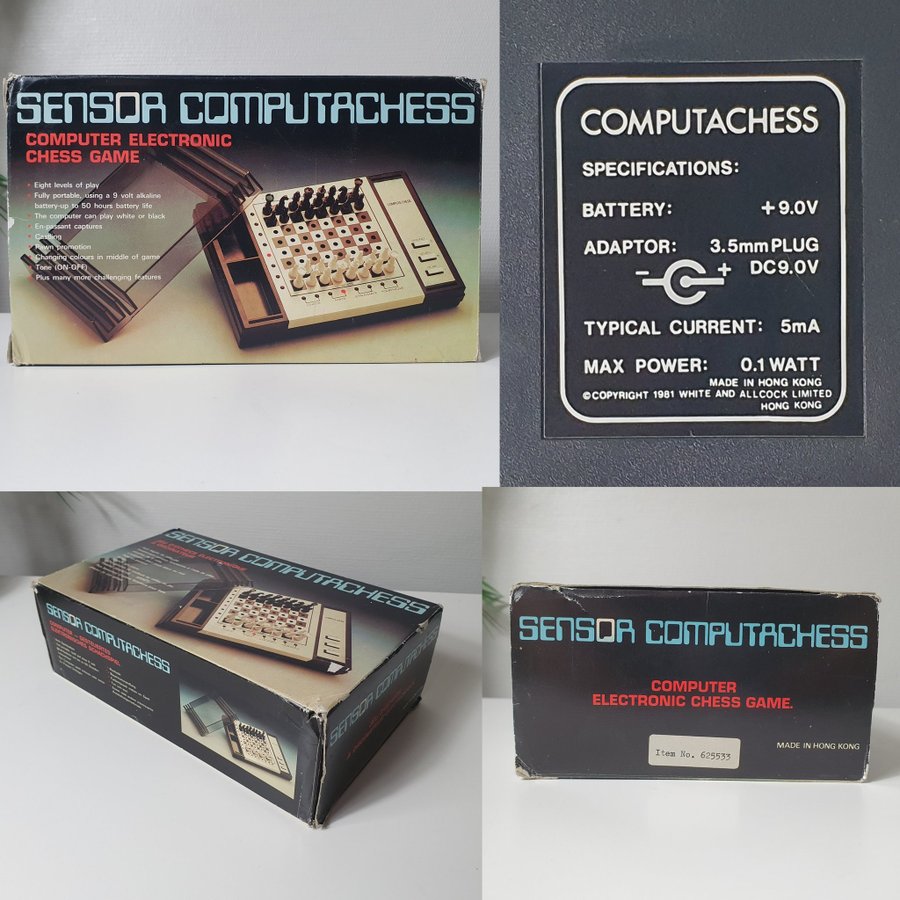 SENSOR COMPUTACHESS
COMPUTER ELECTRONIC
CHESS GAME
Eight levels of play
Fully portable, using a 9 volt alkaline
battery-up to 50 hours battery life
The computer can play white or black
En-passant captures
Castling
Pawn promotion
Changing colours in middle of game
Tone (ON-OFF)
Plus many more challenging features
COMPUTACHESS
SPECIFICATIONS:
BATTERY: +9.0V
ADAPTOR: 3.5mm PLUG
DC9.0V
- +
TYPICAL CURRENT: 5mA
MAX POWER: 0.1 WATT
MADE IN HONG KONG
©COPYRIGHT 1981 WHITE AND ALLCOCK LIMITED
HONG KONG
SENSOR COMPUTACHESS
SENSOR COMPUTACHESS
SENSOR COMPUTACHESS
SENSOR COMPUTACHESS
COMPUTER
ELECTRONIC CHESS GAME.
Item No. 625533
MADE IN HONG KONG